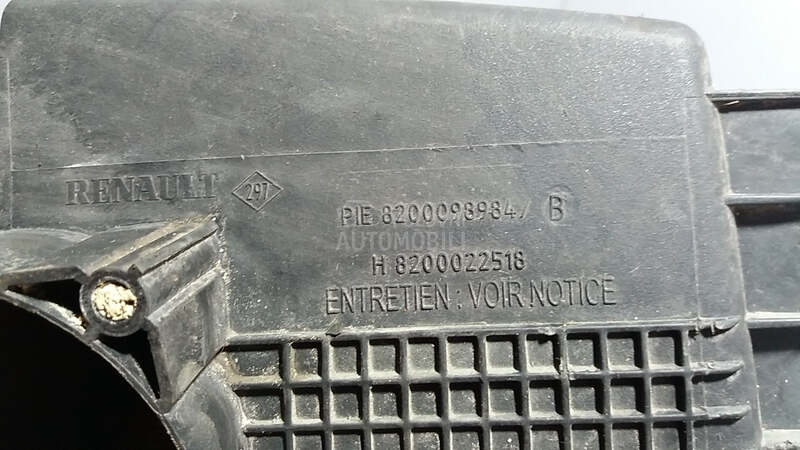 RENAULT 297
PIE 8200098984/ B
AUTOMOBILI
H 8200022518
ENTRETIEN : VOIR NOTICE